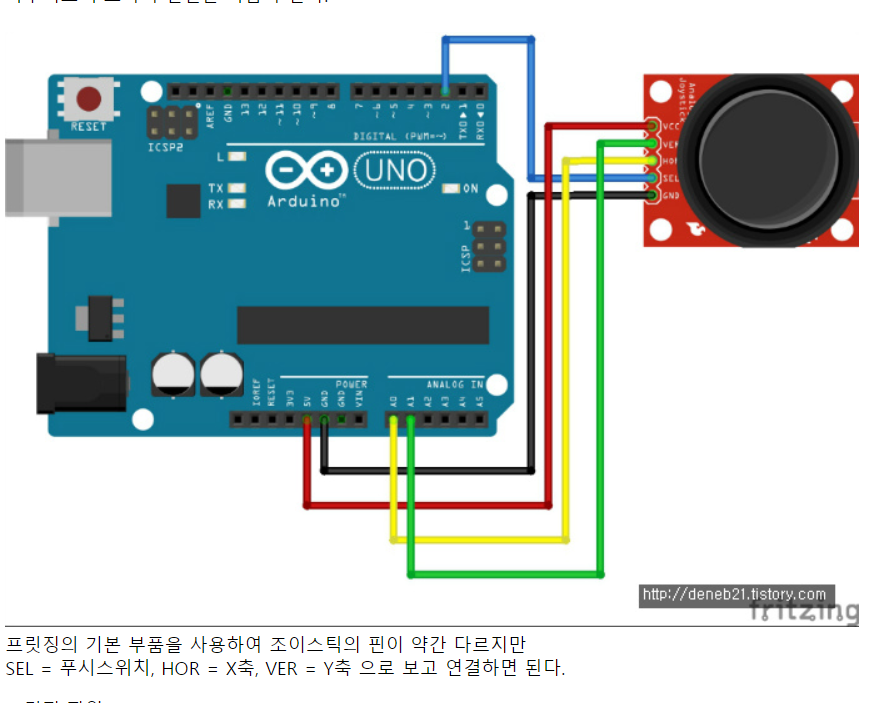 RESET
ICSP2
AREF
GND
13
12
~11
~10
~9
8
7
~6
~5
4
~3
2
TX0▶1
RX0◀0
DIGITAL (PWM=~)
L
TX
RX
UNO
Arduino™
ON
1
ICSP
Joystick
VCC
VER
HOR
SEL
GND
IOREF
RESET
3V3
5V
GND
GND
VIN
POWER
ANALOG IN
A0
A1
A2
A3
A4
A5
http://deneb21.tistory.com
fritzing
프릿징의 기본 부품을 사용하여 조이스틱의 핀이 약간 다르지만
SEL = 푸시스위치, HOR = X축, VER = Y축 으로 보고 연결하면 된다.